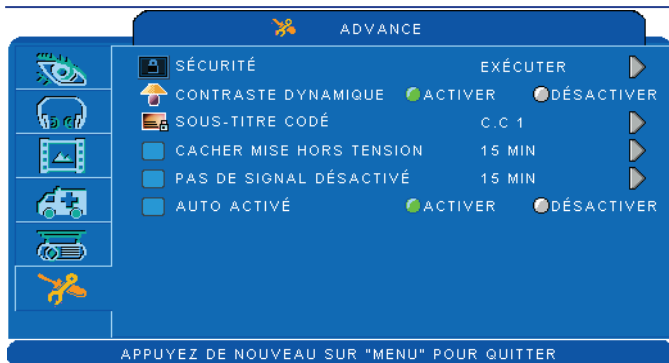 ADVANCE
SÉCURITÉ EXÉCUTER
CONTRASTE DYNAMIQUE ACTIVER DÉSACTIVER
SOUS-TITRE CODÉ C.C 1
CACHER MISE HORS TENSION 15 MIN
PAS DE SIGNAL DÉSACTIVÉ 15 MIN
AUTO ACTIVÉ ACTIVER DÉSACTIVER
APPUYEZ DE NOUVEAU SUR "MENU" POUR QUITTER